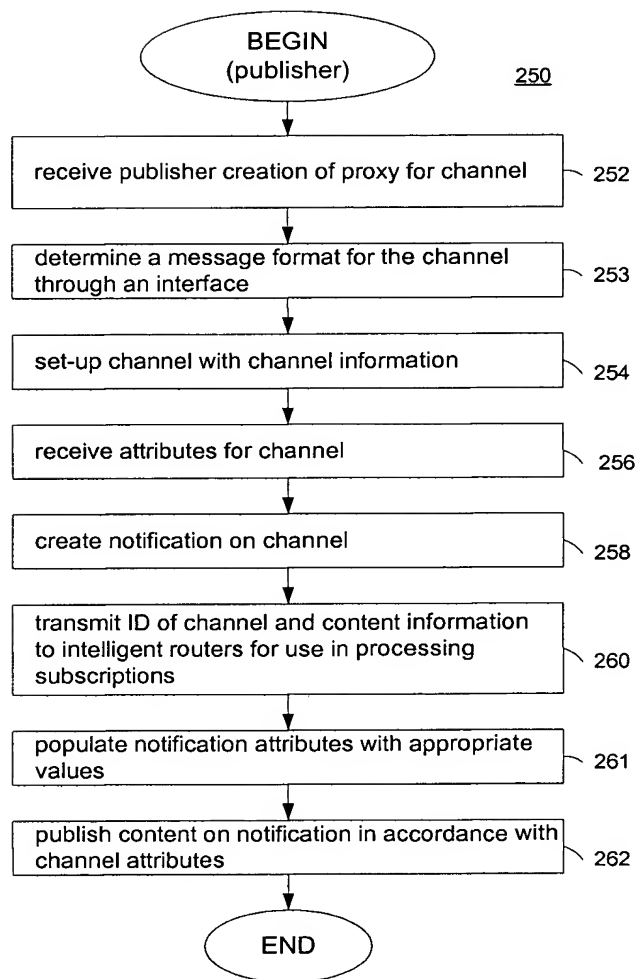 BEGIN
(publisher)
250
receive publisher creation of proxy for channel
252
determine a message format for the channel
through an interface
253
set-up channel with channel information
254
receive attributes for channel
256
create notification on channel
258
transmit ID of channel and content information
to intelligent routers for use in processing
subscriptions
260
populate notification attributes with appropriate
values
261
publish content on notification in accordance with
channel attributes
262
END